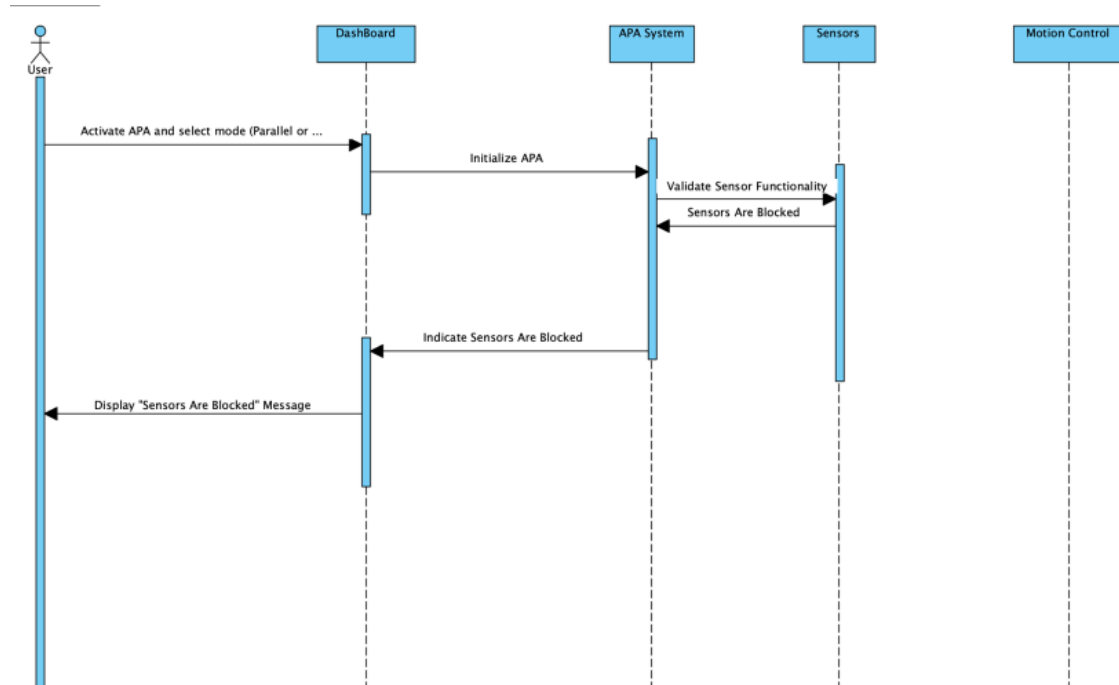 DashBoard
APA System
Sensors
Motion Control
User
Activate APA and select mode (Parallel or ...
Initialize APA
Validate Sensor Functionality
Sensors Are Blocked
Indicate Sensors Are Blocked
Display "Sensors Are Blocked" Message